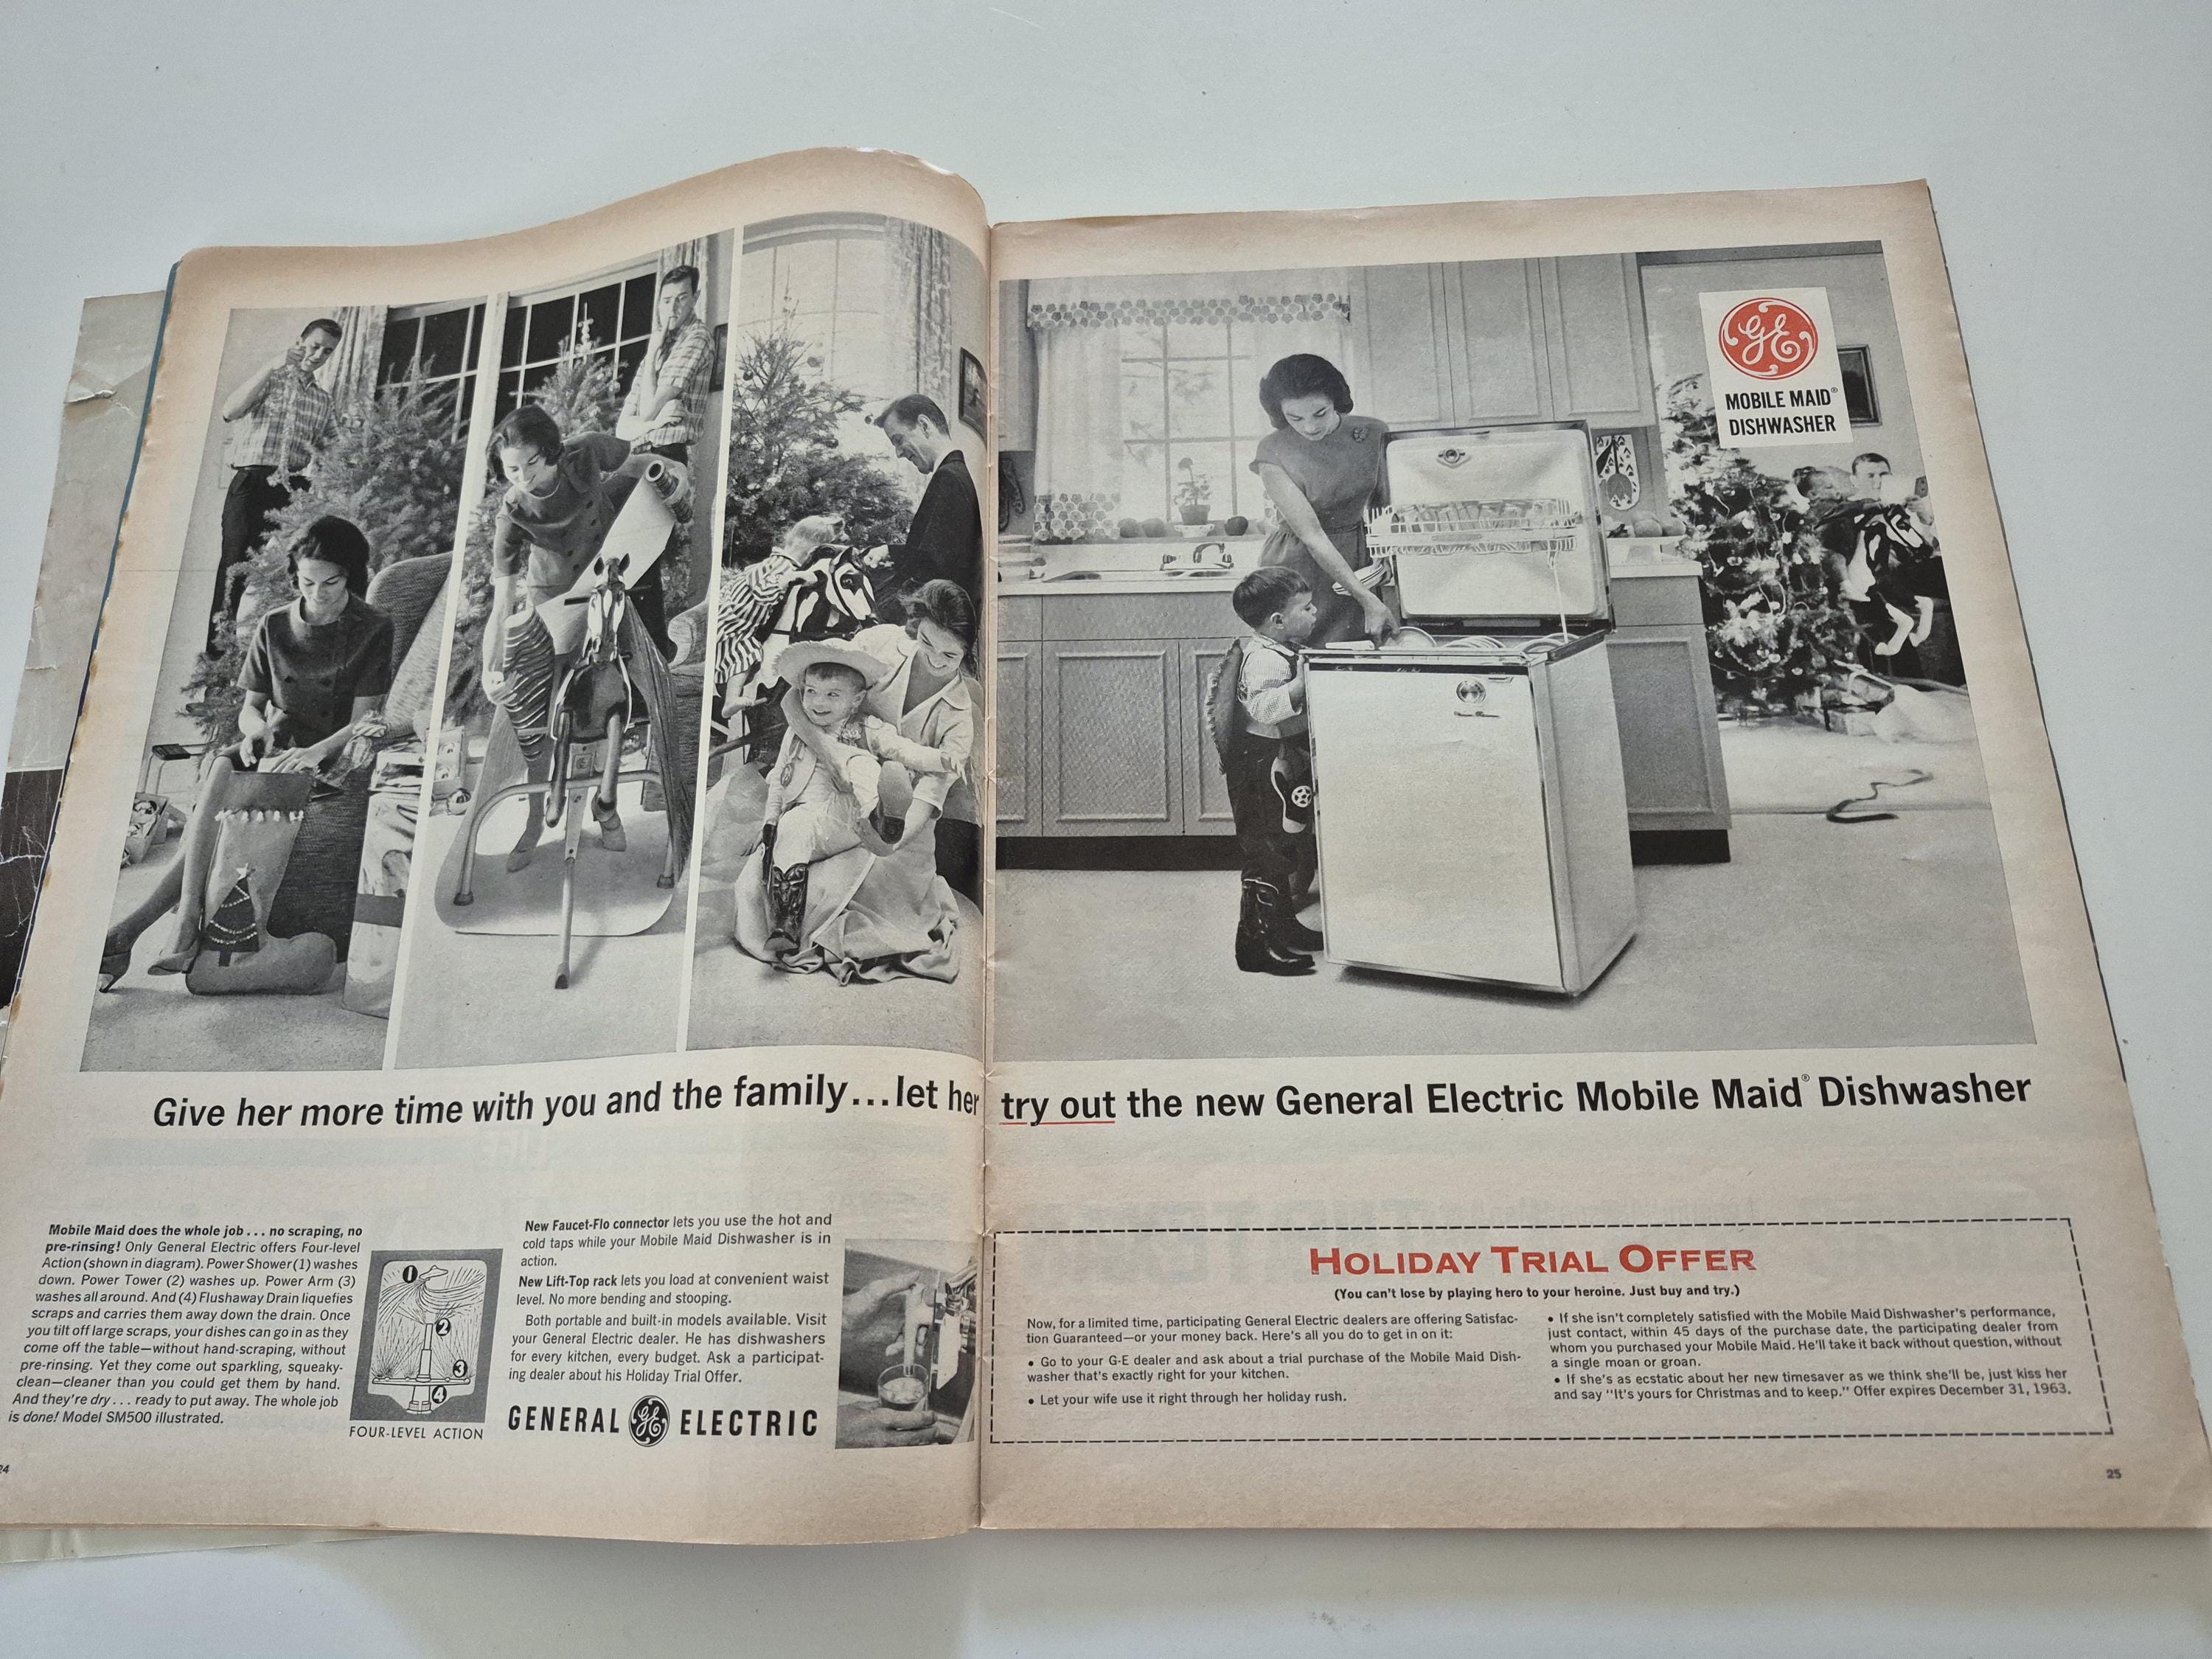 GE
MOBILE MAID®
DISHWASHER
Give her more time with you and the family...let her try out the new General Electric Mobile Maid® Dishwasher
Mobile Maid does the whole job . . . no scraping, no
pre-rinsing! Only General Electric offers Four-level
Action (shown in diagram). Power Shower (1) washes
down. Power Tower (2) washes up. Power Arm (3)
washes all around. And (4) Flushaway Drain liquefies
scraps and carries them away down the drain. Once
you tilt off large scraps, your dishes can go in as they
come off the table—without hand-scraping, without
pre-rinsing. Yet they come out sparkling, squeaky-
clean—cleaner than you could get them by hand.
And they're dry . . . ready to put away. The whole job
is done! Model SM500 illustrated.
1
2
3
4
FOUR-LEVEL ACTION
New Faucet-Flo connector lets you use the hot and
cold taps while your Mobile Maid Dishwasher is in
action.
New Lift-Top rack lets you load at convenient waist
level. No more bending and stooping.
Both portable and built-in models available. Visit
your General Electric dealer. He has dishwashers
for every kitchen, every budget. Ask a participat-
ing dealer about his Holiday Trial Offer.
GENERAL GE ELECTRIC
24
HOLIDAY TRIAL OFFER
(You can't lose by playing hero to your heroine. Just buy and try.)
Now, for a limited time, participating General Electric dealers are offering Satisfac-
tion Guaranteed—or your money back. Here's all you do to get in on it:
• Go to your G-E dealer and ask about a trial purchase of the Mobile Maid Dish-
washer that's exactly right for your kitchen.
• Let your wife use it right through her holiday rush.
• If she isn't completely satisfied with the Mobile Maid Dishwasher's performance,
just contact, within 45 days of the purchase date, the participating dealer from
whom you purchased your Mobile Maid. He'll take it back without question, without
a single moan or groan.
• If she's as ecstatic about her new timesaver as we think she'll be, just kiss her
and say "It's yours for Christmas and to keep." Offer expires December 31, 1963.
25